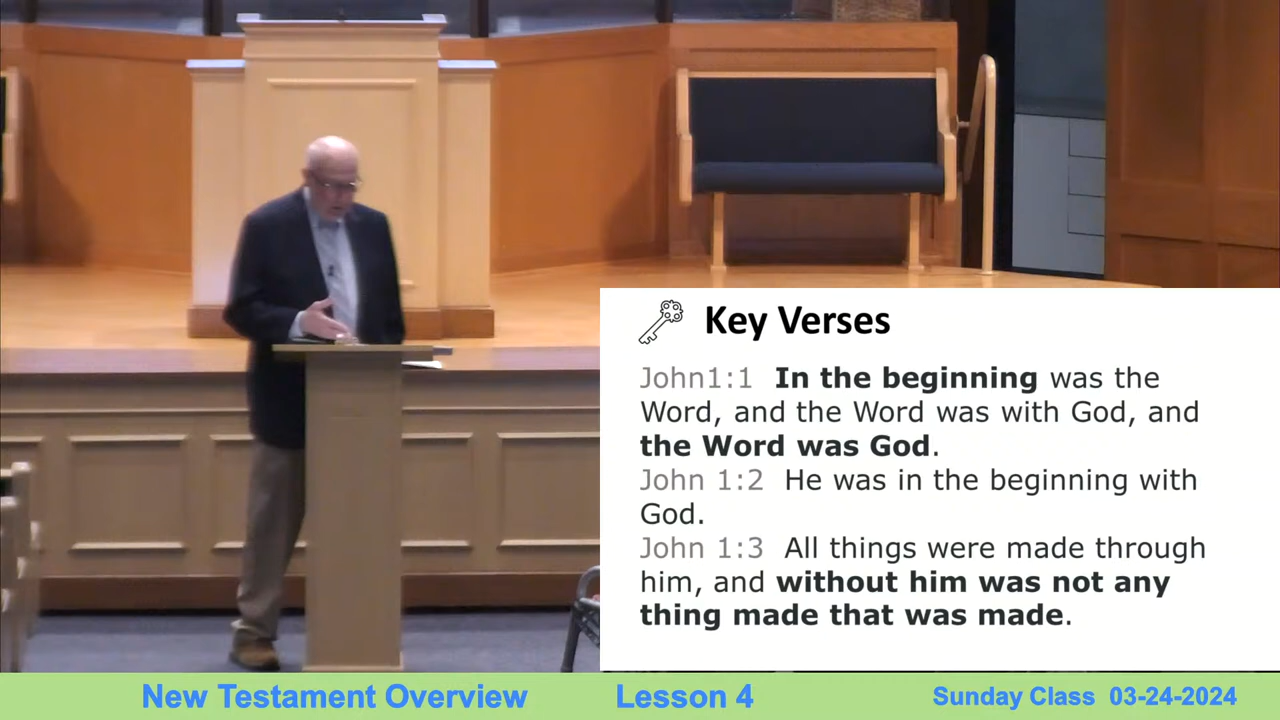 Key Verses
John1:1 In the beginning was the
Word, and the Word was with God, and
the Word was God.
John 1:2 He was in the beginning with
God.
John 1:3 All things were made through
him, and without him was not any
thing made that was made.
New Testament Overview Lesson 4 Sunday Class 03-24-2024